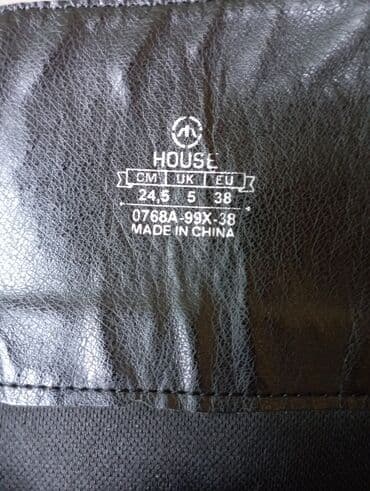 HOUSE
CM UK EU
24,5 5 38
0768A-99X-38
MADE IN CHINA